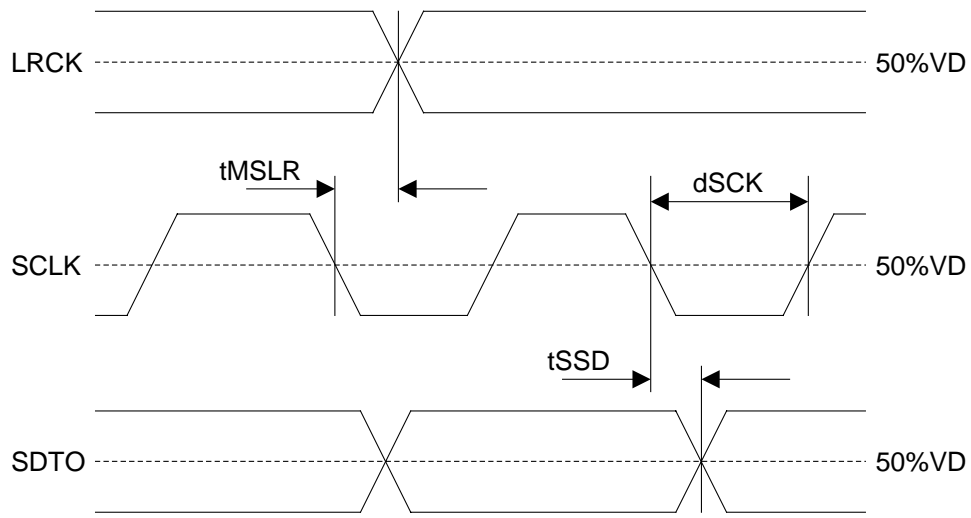 LRCK 50%VD
tMSLR dSCK
SCLK 50%VD
tSSD
SDTO 50%VD